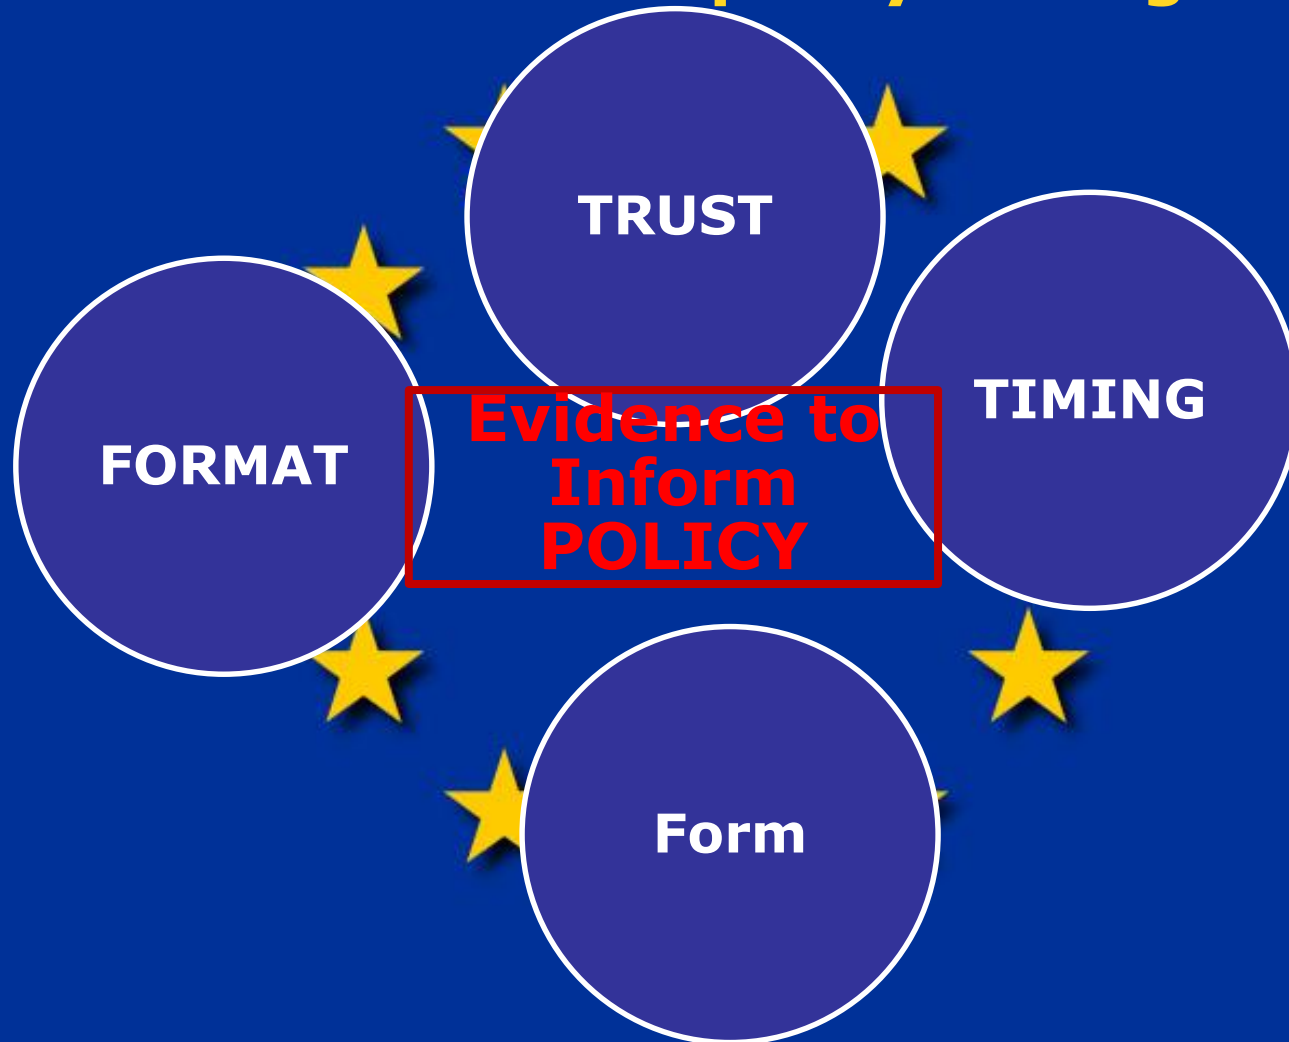 TRUST
TIMING
FORMAT
Evidence to
Inform
POLICY
Form